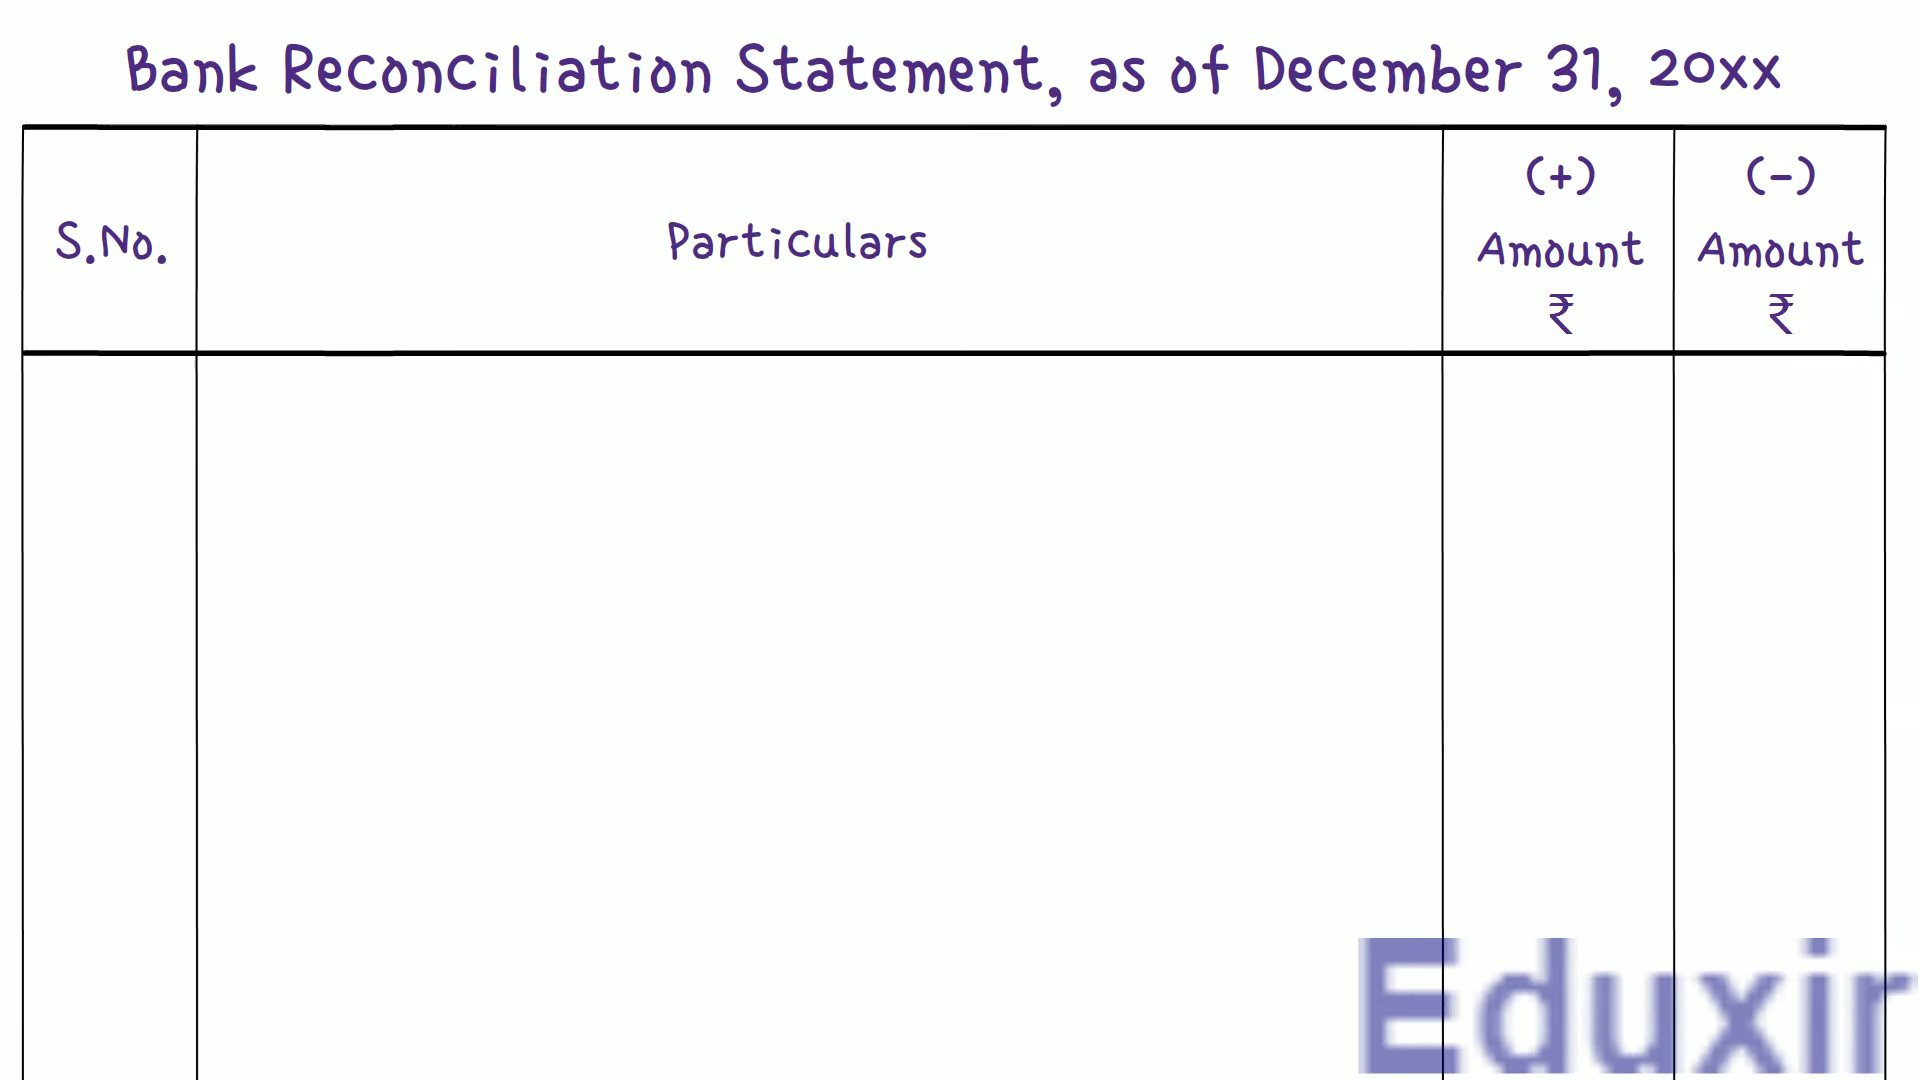 Bank Reconciliation Statement, as of December 31, 20xx
S.No.
Particulars
(+)
Amount
₹
(-)
Amount
₹
Eduxir